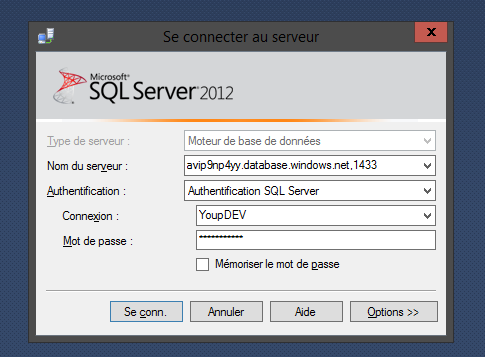 Se connecter au serveur
x
Microsoft®
SQL Server® 2012
Type de serveur : Moteur de base de données
Nom du serveur : avip9np4yy.database.windows.net,1433
Authentification : Authentification SQL Server
Connexion : YoupDEV
Mot de passe : ***********
Mémoriser le mot de passe
Se conn. Annuler Aide Options >>